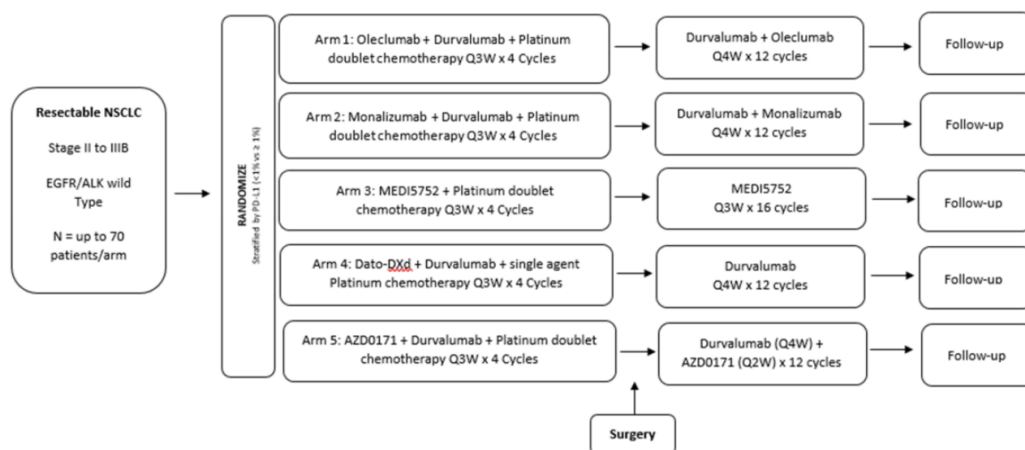 Resectable NSCLC
Stage II to IIIB
EGFR/ALK wild
Type
N = up to 70
patients/arm
RANDOMIZE
Stratified by PD-L1 (<1% vs ≥ 1%)
Arm 1: Oleclumab + Durvalumab + Platinum
doublet chemotherapy Q3W x 4 Cycles
Durvalumab + Oleclumab
Q4W x 12 cycles
Follow-up
Arm 2: Monalizumab + Durvalumab + Platinum
doublet chemotherapy Q3W x 4 Cycles
Durvalumab + Monalizumab
Q4W x 12 cycles
Follow-up
Arm 3: MEDI5752 + Platinum doublet
chemotherapy Q3W x 4 Cycles
MEDI5752
Q3W x 16 cycles
Follow-up
Arm 4: Dato-DXd + Durvalumab + single agent
Platinum chemotherapy Q3W x 4 Cycles
Durvalumab
Q4W x 12 cycles
Follow-up
Arm 5: AZD0171 + Durvalumab + Platinum doublet
chemotherapy Q3W x 4 Cycles
Durvalumab (Q4W) +
AZD0171 (Q2W) x 12 cycles
Follow-up
Surgery